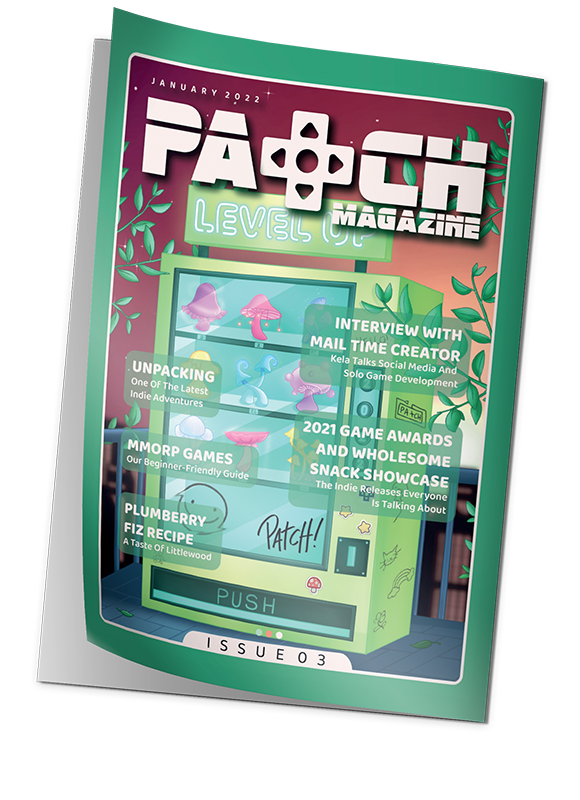 JANUARY 2022
PATCH
MAGAZINE
LEVEL UP
INTERVIEW WITH
MAIL TIME CREATOR
Kela Talks Social Media And
Solo Game Development
UNPACKING
One Of The Latest
Indie Adventures
PATCH
2021 GAME AWARDS
AND WHOLESOME
SNACK SHOWCASE
The Indie Releases Everyone
Is Talking About
MMORP GAMES
Our Beginner-Friendly Guide
PLUMBERRY
FIZ RECIPE
A Taste Of Littlewood
PATCH!
PUSH
ISSUE 03